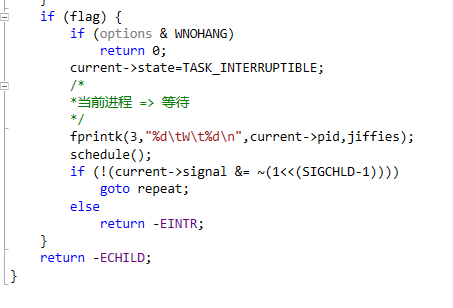 }
if (flag) {
if (options & WNOHANG)
return 0;
current->state=TASK_INTERRUPTIBLE;
/*
*当前进程 => 等待
*/
fprintk(3,"%d\tW\t%d\n",current->pid,jiffies);
schedule();
if (!(current->signal &= ~(1<<(SIGCHLD-1))))
goto repeat;
else
return -EINTR;
}
return -ECHILD;
}